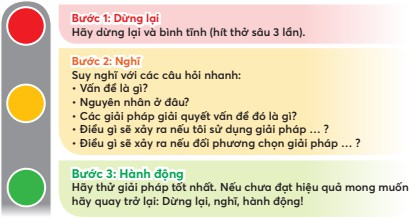 Bước 1: Dừng lại
Hãy dừng lại và bình tĩnh (hít thở sâu 3 lần).
Bước 2: Nghĩ
Suy nghĩ với các câu hỏi nhanh:
• Vấn đề là gì?
• Nguyên nhân ở đâu?
• Các giải pháp giải quyết vấn đề đó là gì?
• Điều gì sẽ xảy ra nếu tôi sử dụng giải pháp ... ?
• Điều gì sẽ xảy ra nếu đối phương chọn giải pháp ... ?
Bước 3: Hành động
Hãy thử giải pháp tốt nhất. Nếu chưa đạt hiệu quả mong muốn
hãy quay trở lại: Dừng lại, nghĩ, hành động!